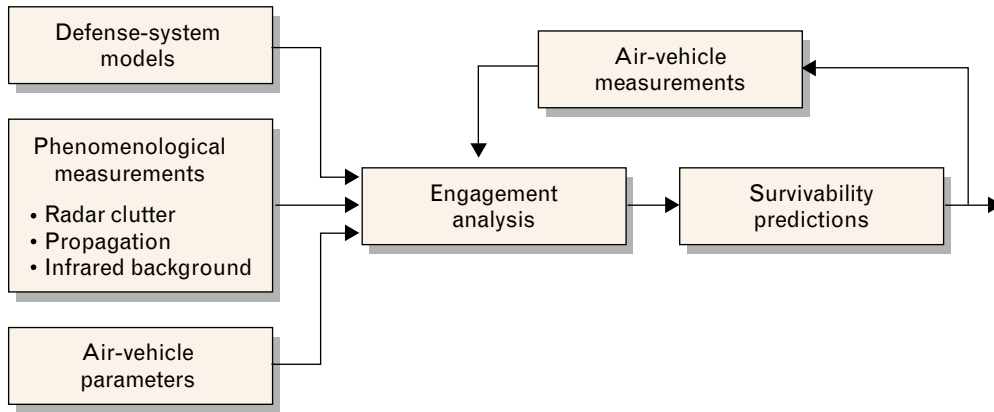 Defense-system
models
Phenomenological
measurements
• Radar clutter
• Propagation
• Infrared background
Air-vehicle
parameters
Air-vehicle
measurements
Engagement
analysis
Survivability
predictions